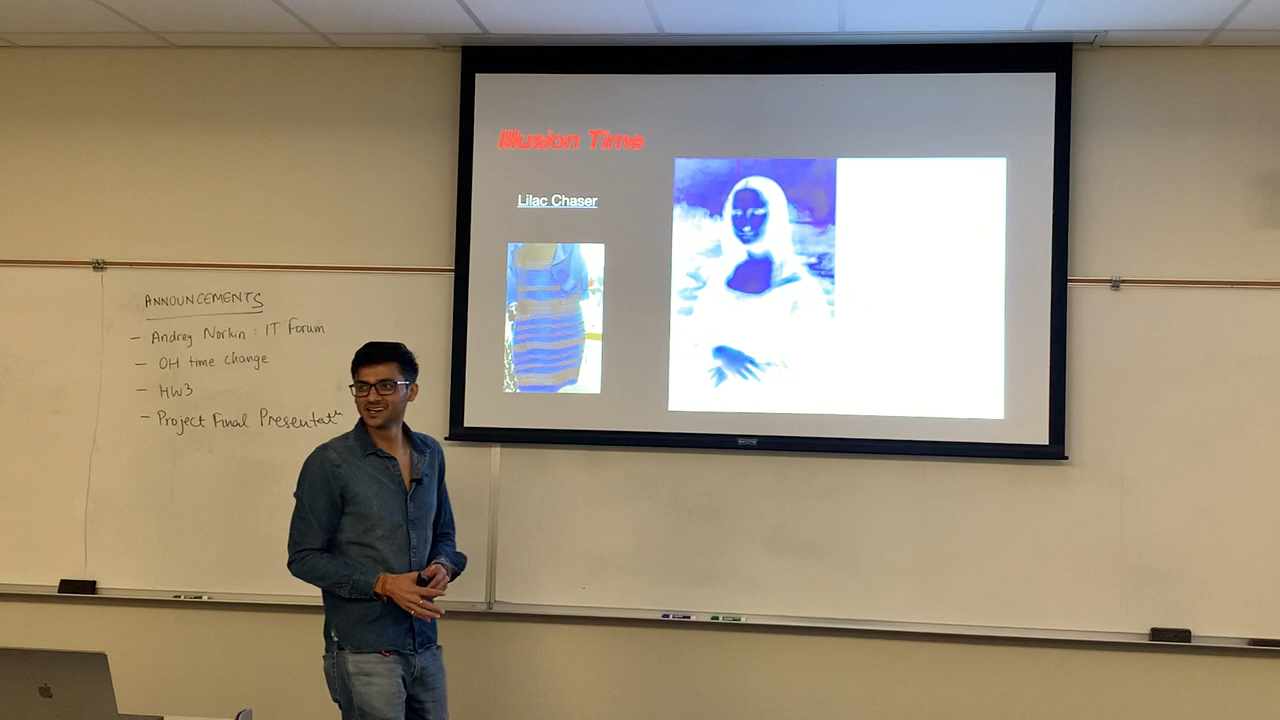 ANNOUNCEMENTS
- Andrey Norkin : IT Forum
- OH time change
- HW3
- Project Final Presentatn
Illusion Time
Lilac Chaser